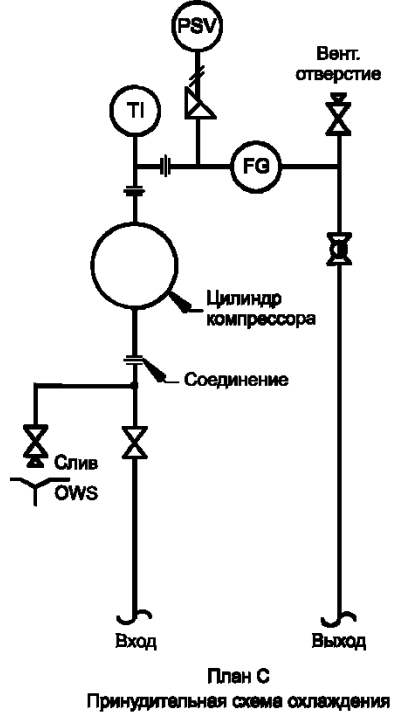 PSV
Вент.
отверстие
TI
FG
Цилиндр
компрессора
Соединение
Слив
OWS
Вход
Выход
План С
Принудительная схема охлаждения